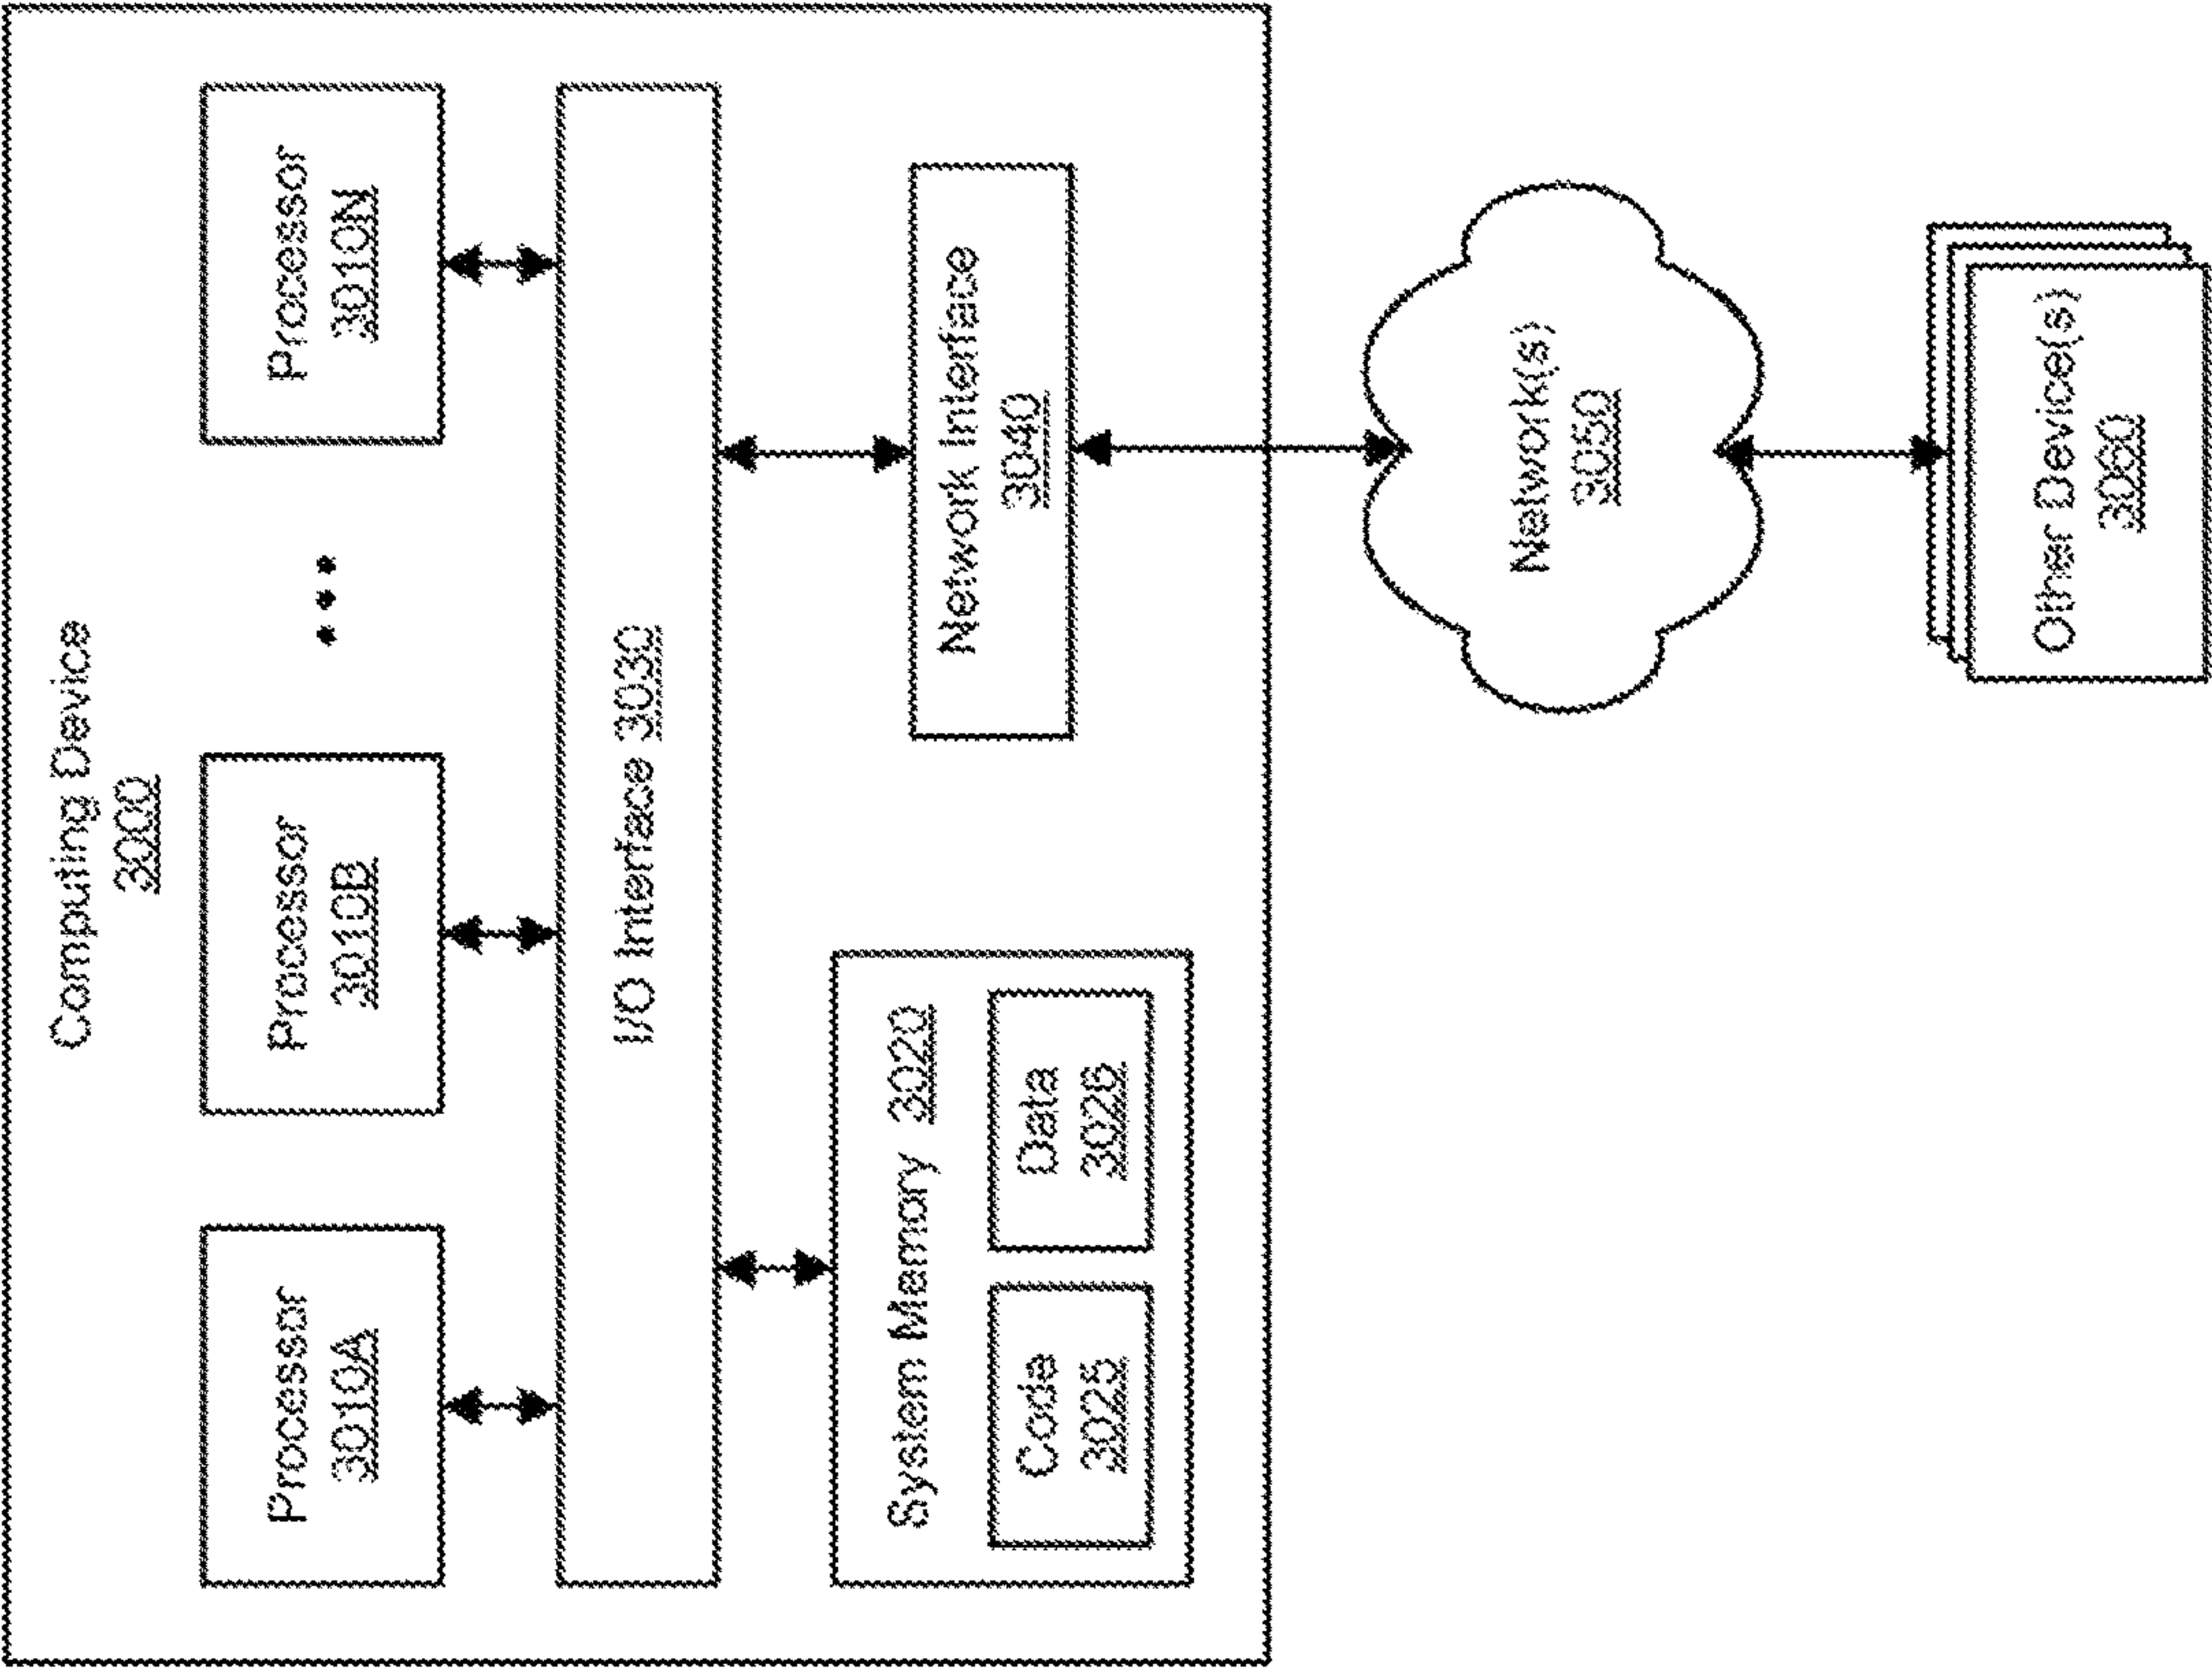 Computing Device
3000
Processor
3010A
Processor
3010B
Processor
3010N
I/O Interface 3030
System Memory 3020
Code
3025
Data
3026
Network Interface
3040
Network(s)
3050
Other Device(s)
3060